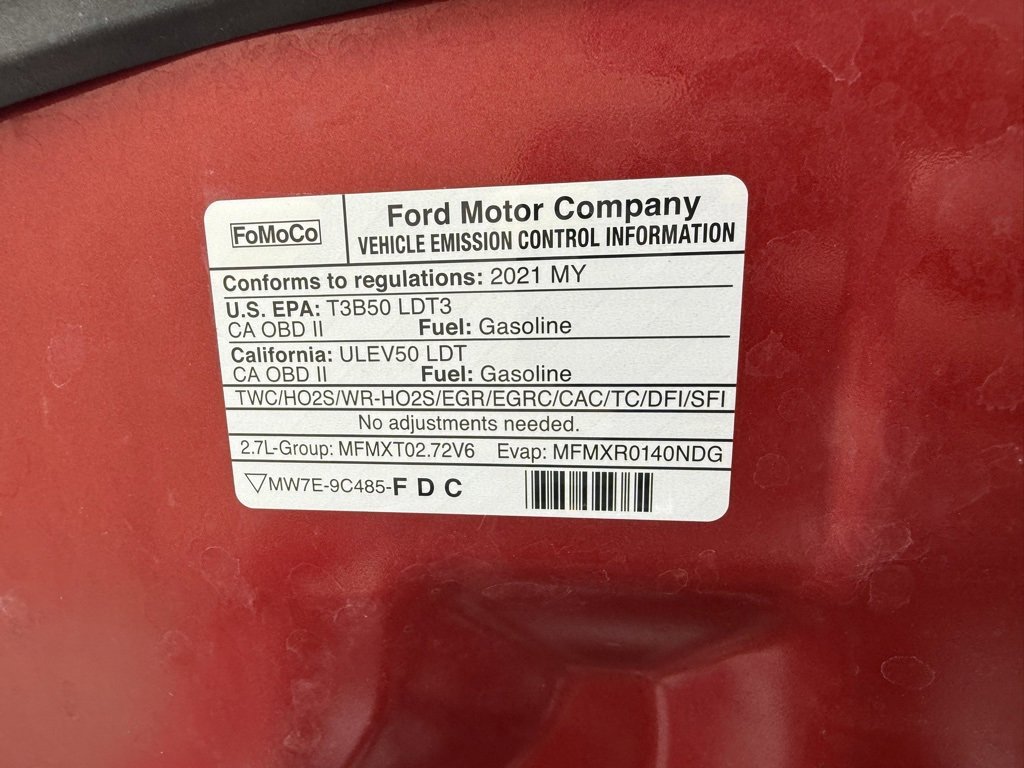 FoMoCo
Ford Motor Company
VEHICLE EMISSION CONTROL INFORMATION
Conforms to regulations: 2021 MY
U.S. EPA: T3B50 LDT3
CA OBD II Fuel: Gasoline
California: ULEV50 LDT
CA OBD II Fuel: Gasoline
TWC/HO2S/WR-HO2S/EGR/EGRC/CAC/TC/DFI/SFI
No adjustments needed.
2.7L-Group: MFMXT02.72V6 Evap: MFMXR0140NDG
▽MW7E-9C485-F D C